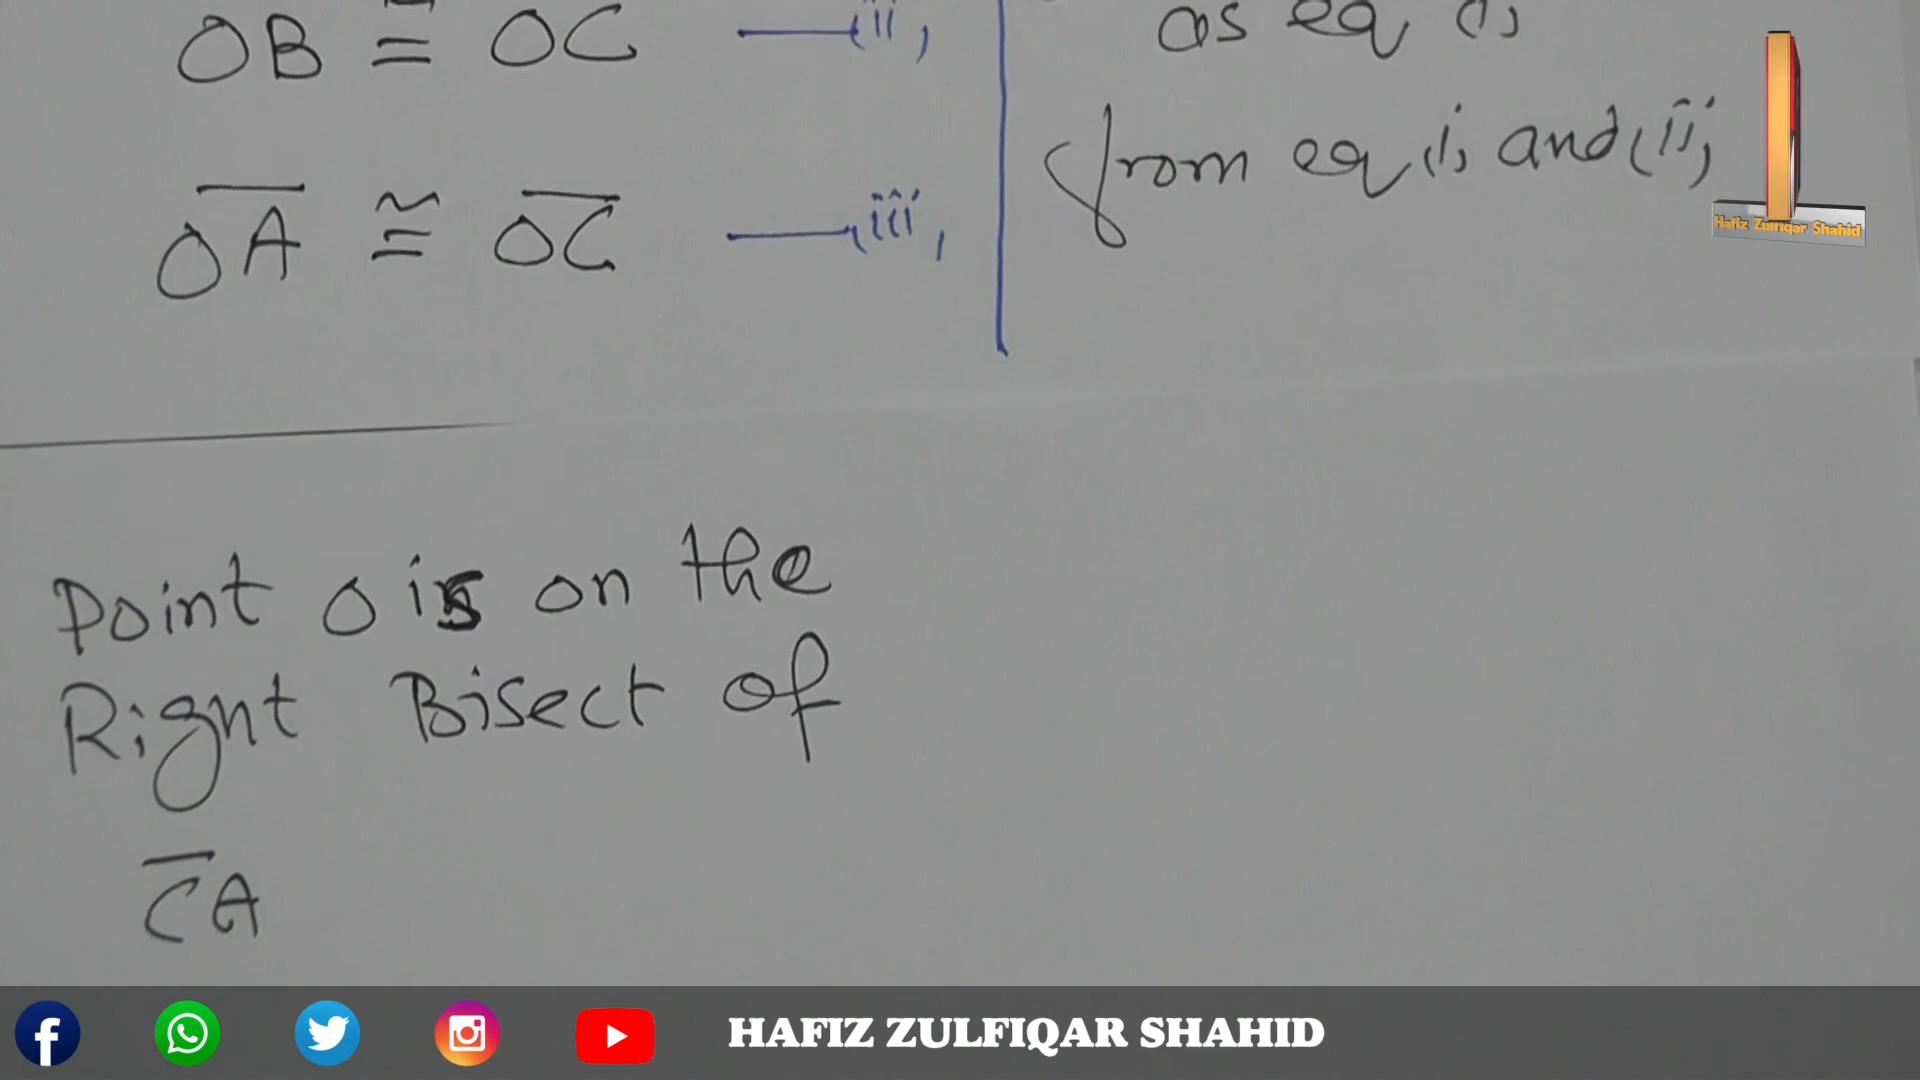 OB ≅ OC —(ii)
as eq (i)
from eq (i) and (ii)
OA ≅ OC —(iii)
Hafiz Zulfiqar Shahid
Point O is on the
Right Bisect of
CA
HAFIZ ZULFIQAR SHAHID